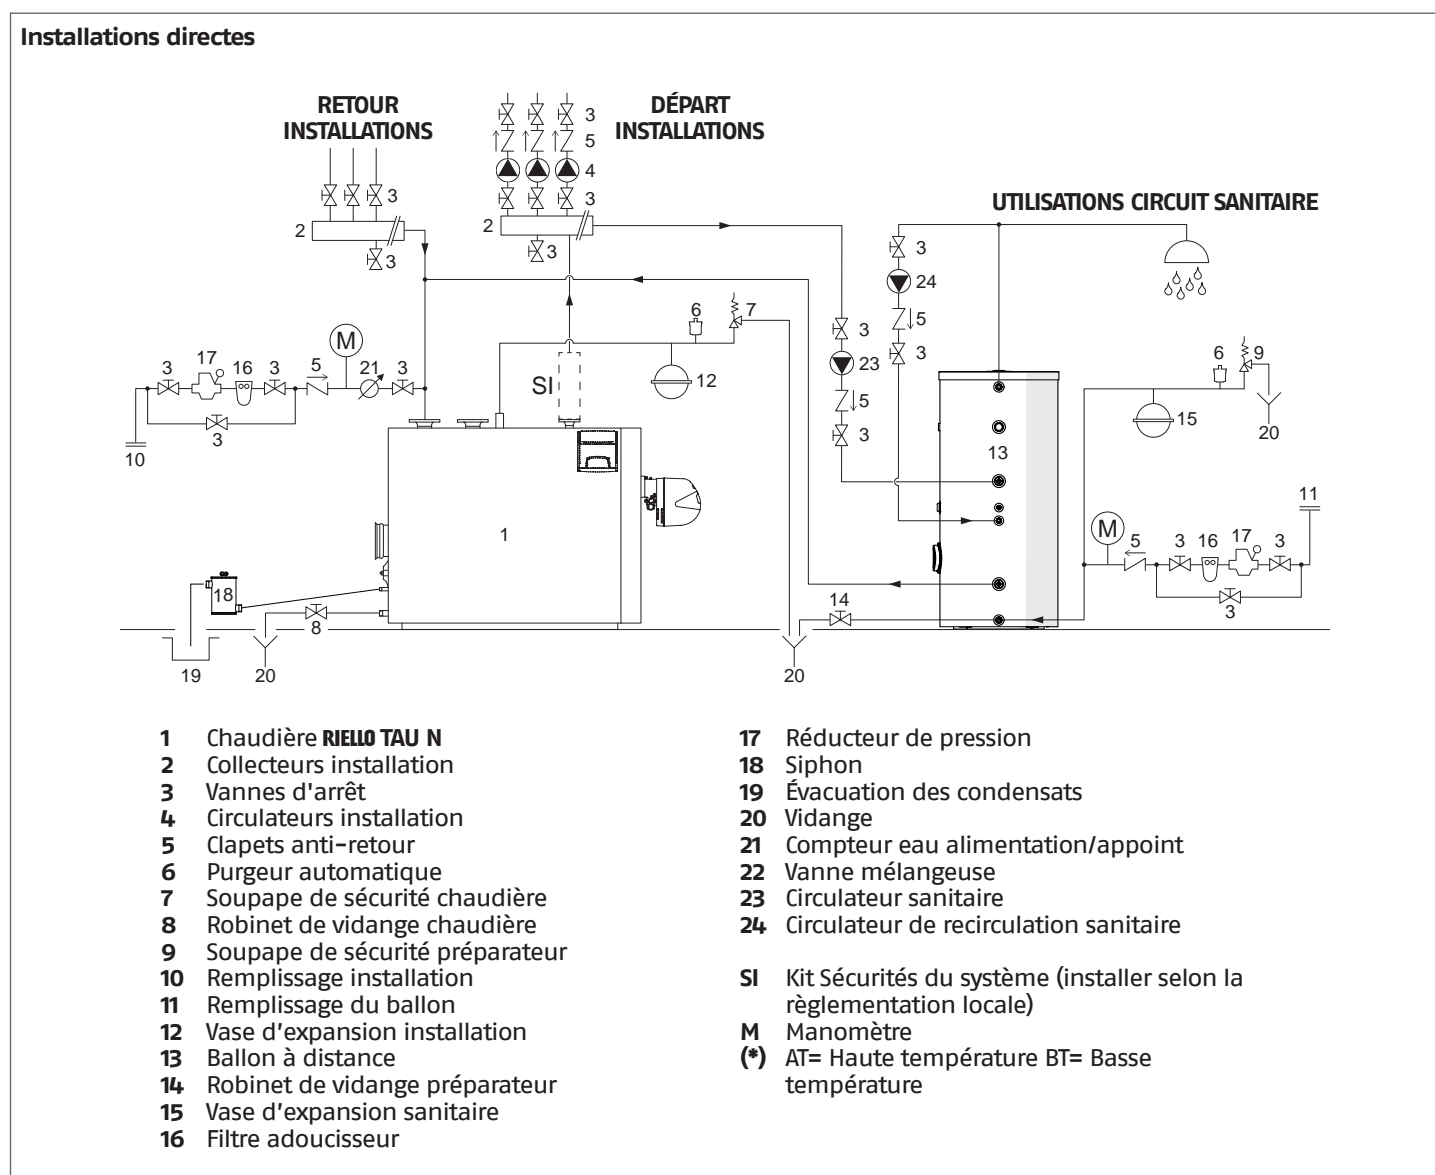 Installations directes
RETOUR
INSTALLATIONS
DÉPART
INSTALLATIONS
UTILISATIONS CIRCUIT SANITAIRE
3
5
4
3
3
2
3
2
3
3
24
5
3
6
7
3
23
5
3
M
3
17
16
3
5
21
3
3
10
SI
12
6
9
15
20
13
11
M
5
3
16
17
3
3
1
18
8
14
19
20
20
1 Chaudière RIELLO TAU N
2 Collecteurs installation
3 Vannes d'arrêt
4 Circulateurs installation
5 Clapets anti-retour
6 Purgeur automatique
7 Soupape de sécurité chaudière
8 Robinet de vidange chaudière
9 Soupape de sécurité préparateur
10 Remplissage installation
11 Remplissage du ballon
12 Vase d'expansion installation
13 Ballon à distance
14 Robinet de vidange préparateur
15 Vase d'expansion sanitaire
16 Filtre adoucisseur
17 Réducteur de pression
18 Siphon
19 Évacuation des condensats
20 Vidange
21 Compteur eau alimentation/appoint
22 Vanne mélangeuse
23 Circulateur sanitaire
24 Circulateur de recirculation sanitaire
SI Kit Sécurités du système (installer selon la
règlementation locale)
M Manomètre
(*) AT= Haute température BT= Basse
température